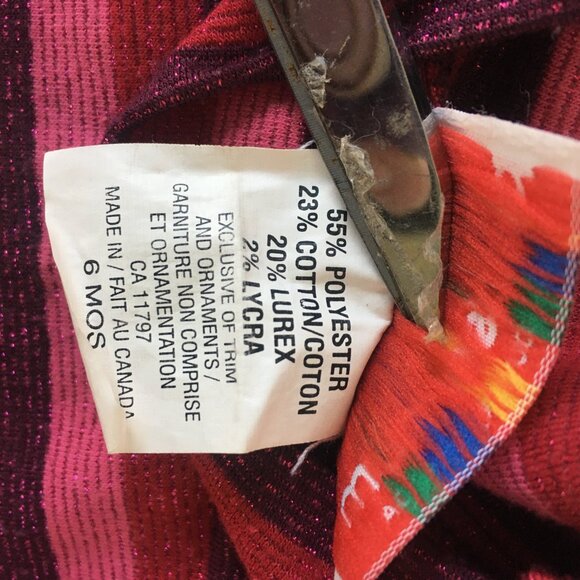 55% POLYESTER
23% COTTON/COTON
20% LUREX
2% LYCRA
EXCLUSIVE OF TRIM
AND ORNAMENTS/
GARNITURE NON COMPRISE
ET ORNAMENTATION
CA 11797
MADE IN / FAIT AU CANADA
6 MOS